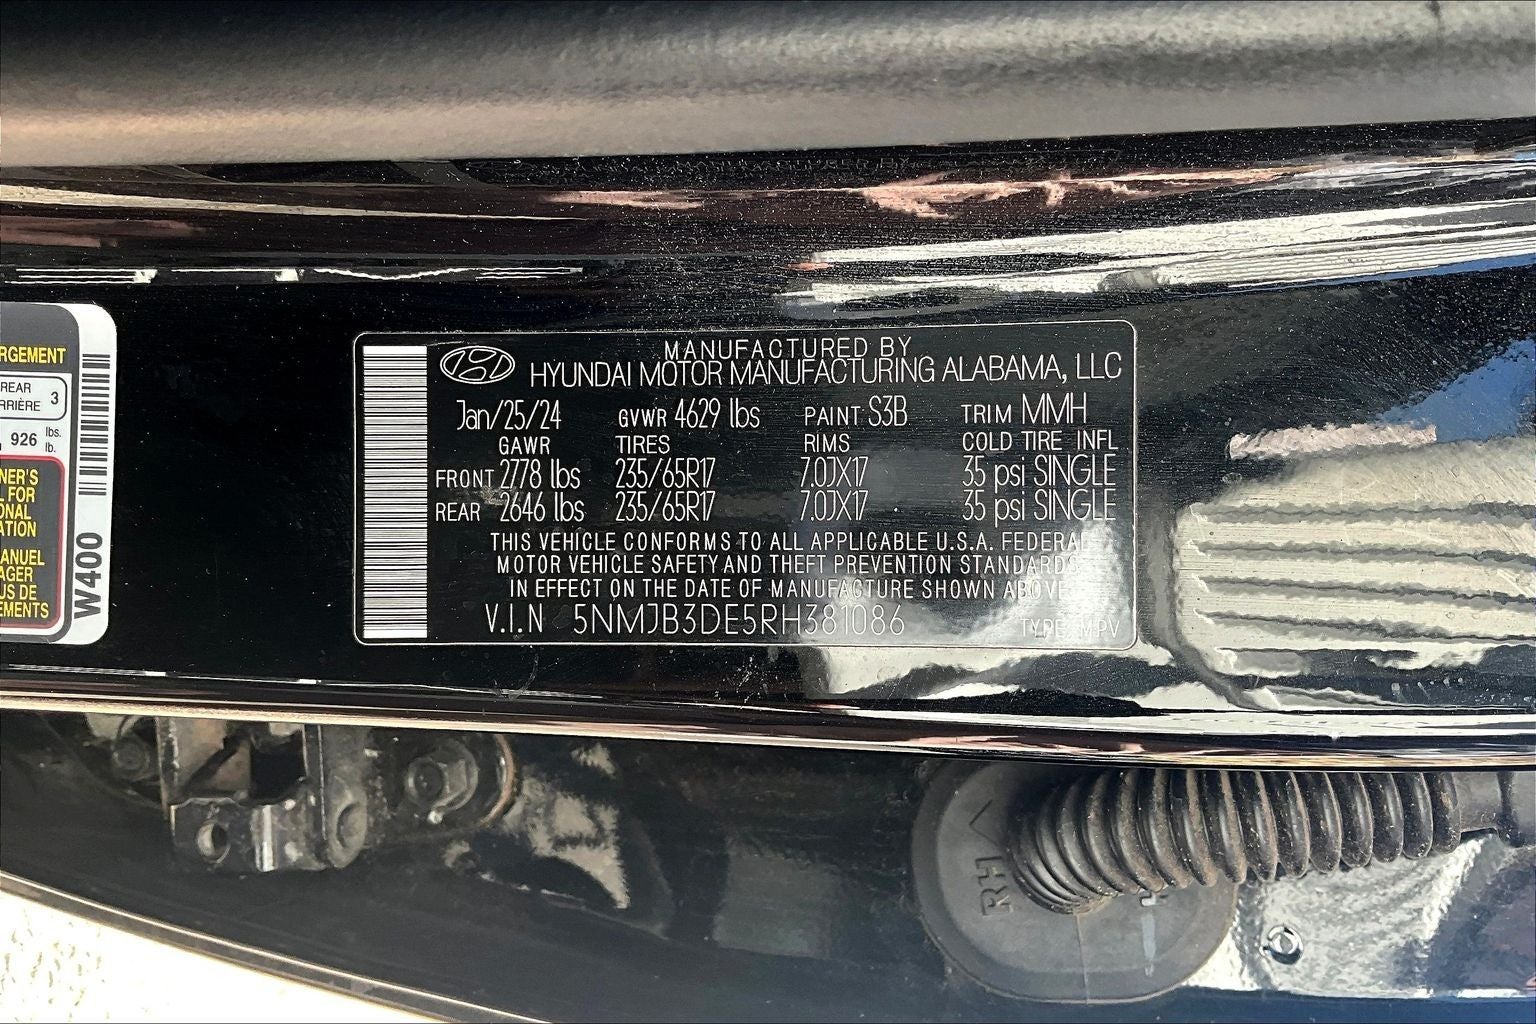 RGEMENT
REAR
RRIÈRE 3
926 lbs.
lb.
NER'S
L FOR
ONAL
ATION
ANUEL
AGER
US DE
EMENTS
W400
MANUFACTURED BY
HYUNDAI MOTOR MANUFACTURING ALABAMA, LLC
Jan/25/24 GVWR 4629 lbs PAINT S3B TRIM MMH
GAWR TIRES RIMS COLD TIRE INFL
FRONT 2778 lbs 235/65R17 7.0JX17 35 psi SINGLE
REAR 2646 lbs 235/65R17 7.0JX17 35 psi SINGLE
THIS VEHICLE CONFORMS TO ALL APPLICABLE U.S.A. FEDERAL
MOTOR VEHICLE SAFETY AND THEFT PREVENTION STANDARDS
IN EFFECT ON THE DATE OF MANUFACTURE SHOWN ABOVE
V.I.N 5NMJB3DE5RH381086 TYPE MPV
RH